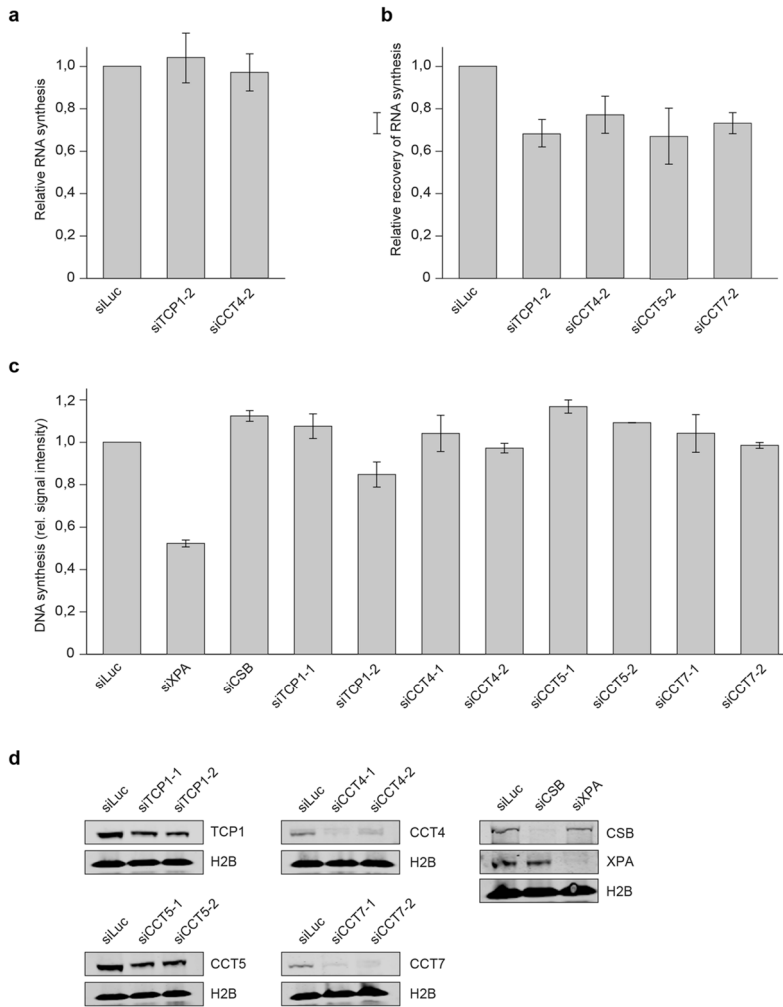 a
Relative RNA synthesis
1,0
0,8
0,6
0,4
0,2
0
siLuc
siTCP1-2
siCCT4-2
b
Relative recovery of RNA synthesis
1,0
0,8
0,6
0,4
0,2
0
siLuc
siTCP1-2
siCCT4-2
siCCT5-2
siCCT7-2
c
DNA synthesis (rel. signal intensity)
1,2
1,0
0,8
0,6
0,4
0,2
0
siLuc
siXPA
siCSB
siTCP1-1
siTCP1-2
siCCT4-1
siCCT4-2
siCCT5-1
siCCT5-2
siCCT7-1
siCCT7-2
d
siLuc siTCP1-1 siTCP1-2
TCP1
H2B
siLuc siCCT4-1 siCCT4-2
CCT4
H2B
siLuc siCSB siXPA
CSB
XPA
H2B
siLuc siCCT5-1 siCCT5-2
CCT5
H2B
siLuc siCCT7-1 siCCT7-2
CCT7
H2B